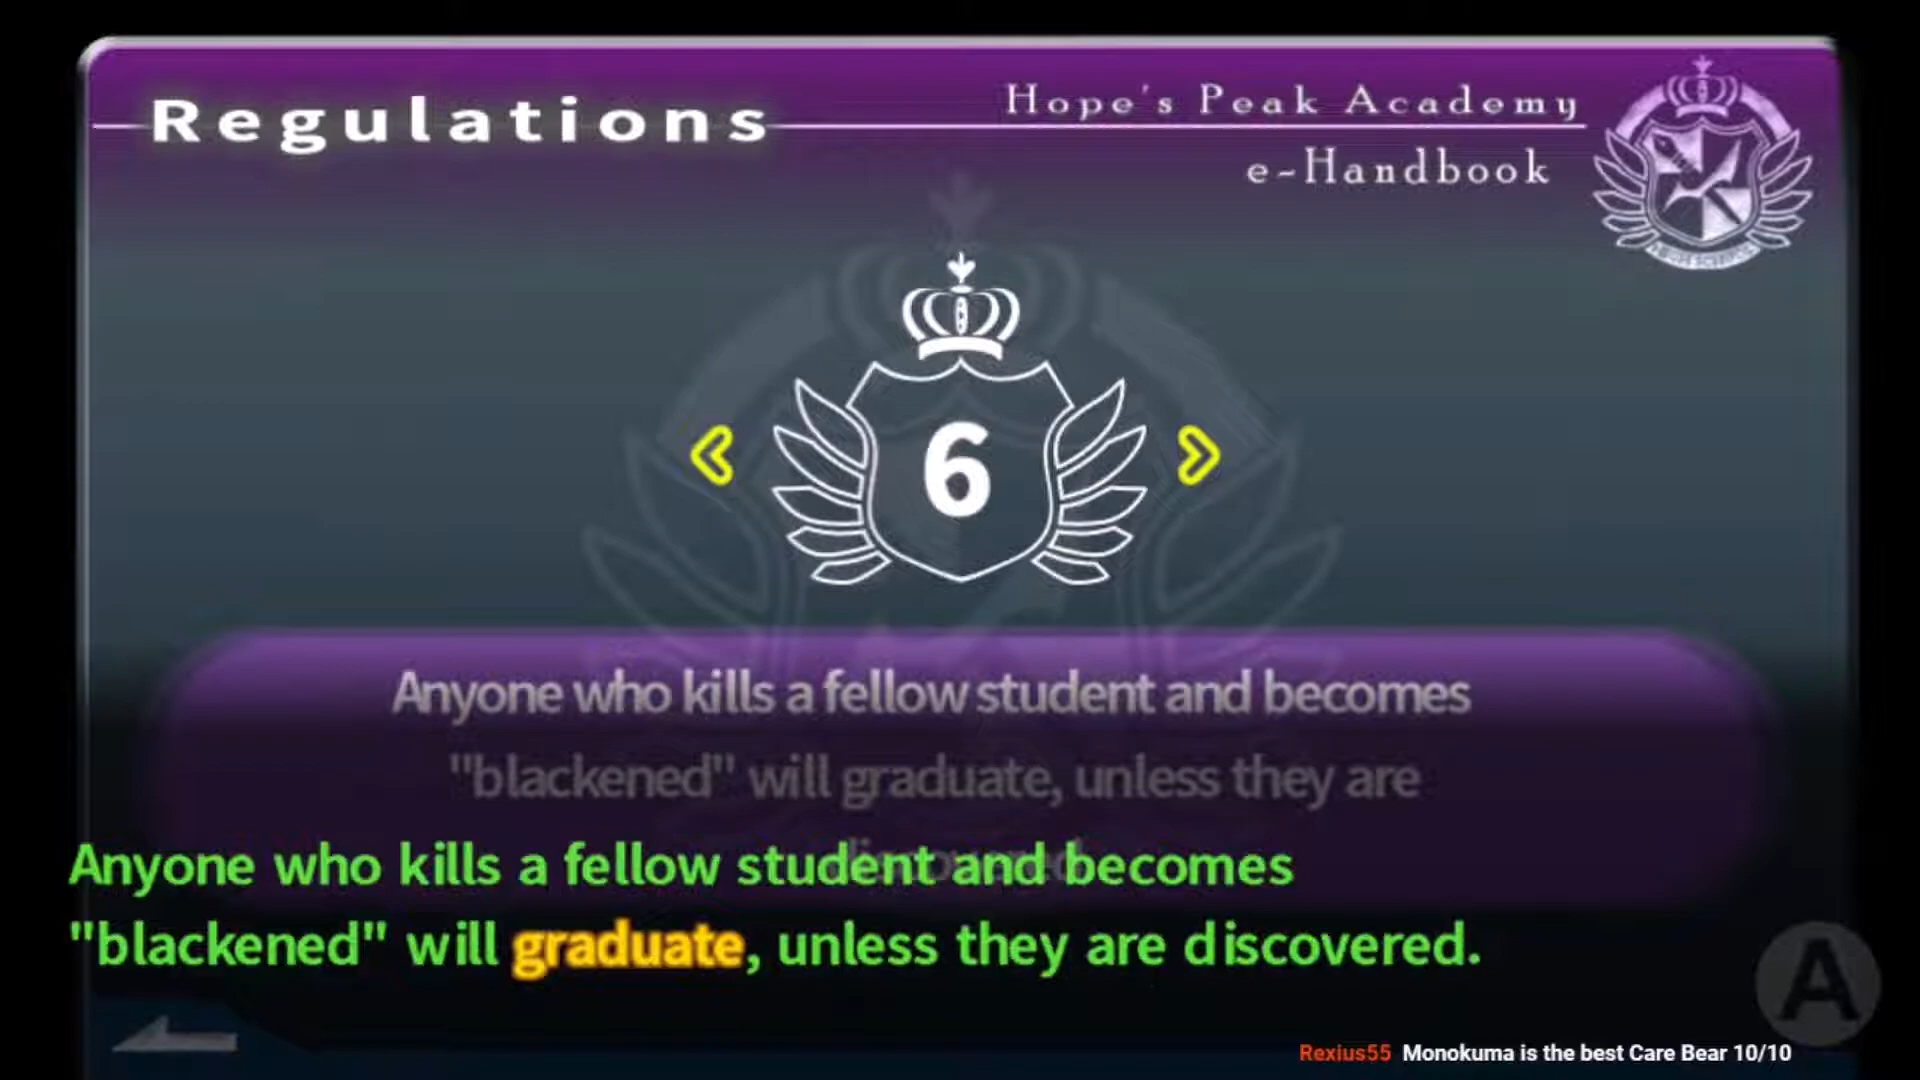 Regulations
Hope's Peak Academy
e-Handbook
6
Anyone who kills a fellow student and becomes
"blackened" will graduate, unless they are
discovered.
Anyone who kills a fellow student and becomes
"blackened" will graduate, unless they are discovered.
A
Rexius55 Monokuma is the best Care Bear 10/10